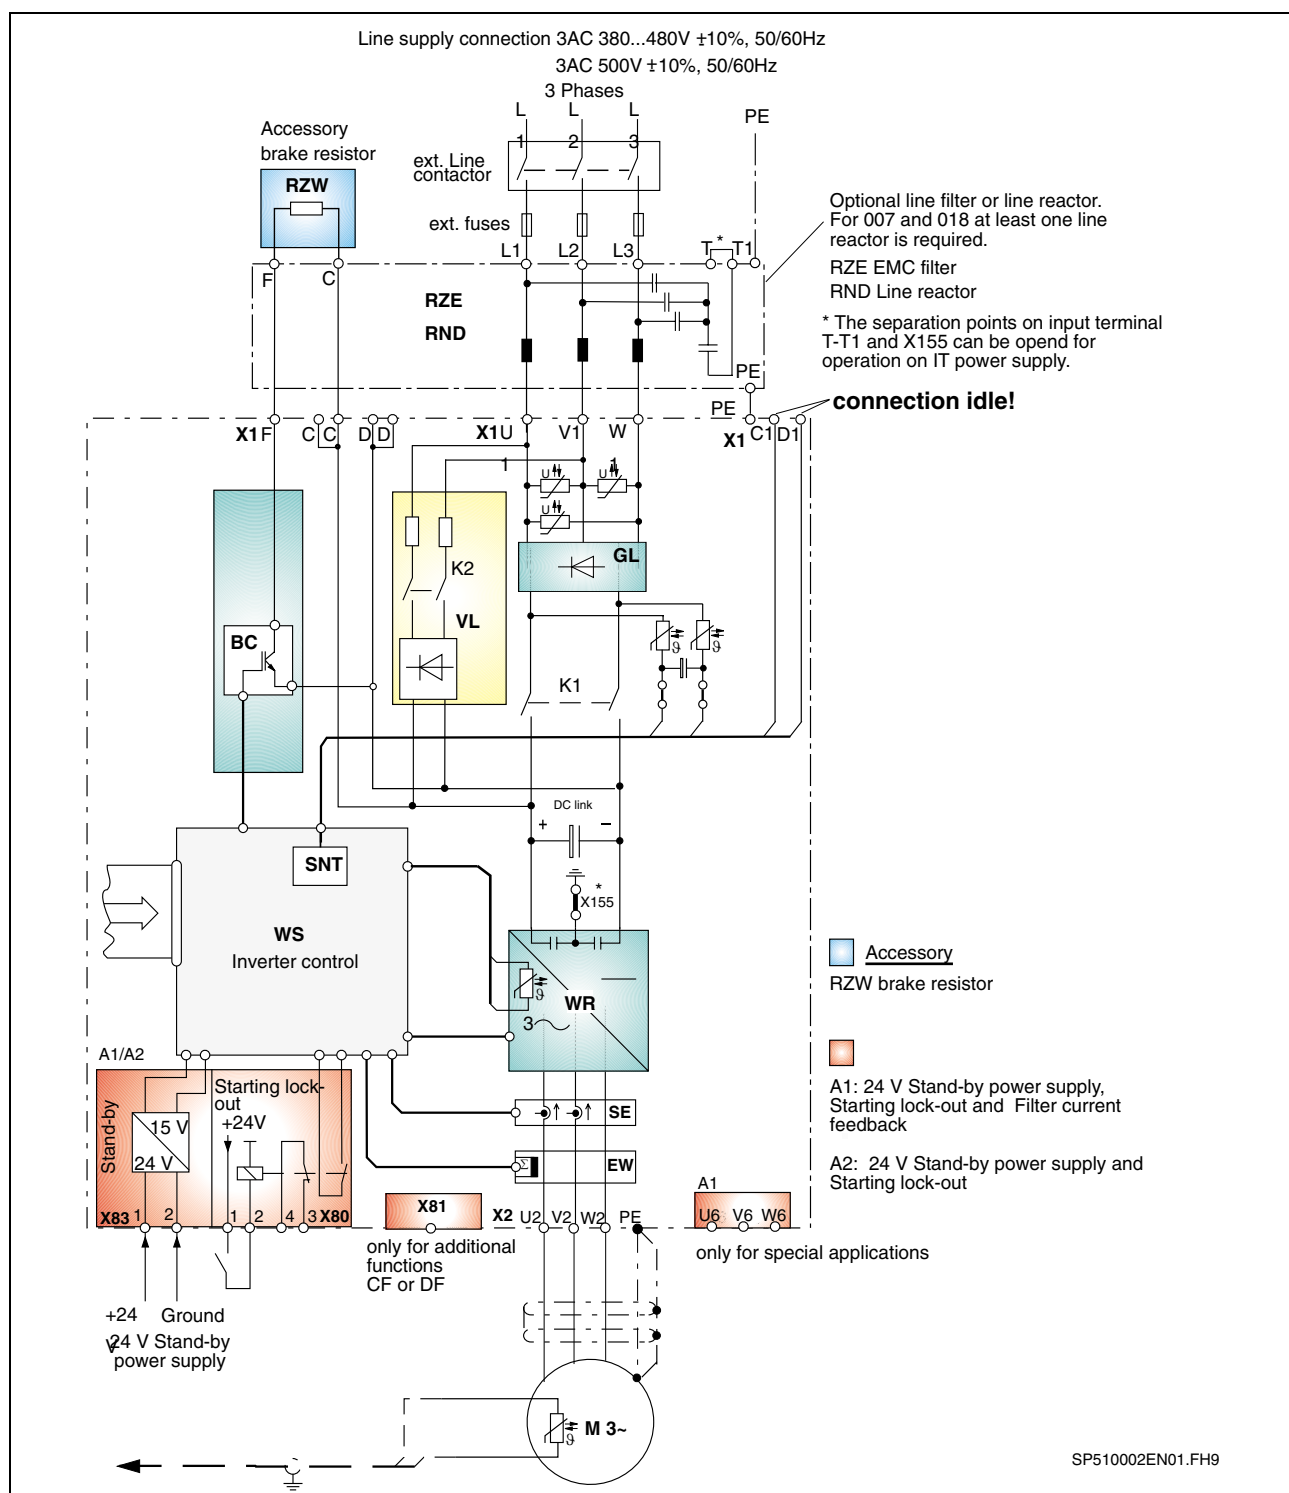 Line supply connection 3AC 380...480V ±10%, 50/60Hz
3AC 500V ±10%, 50/60Hz
3 Phases
L L L
PE
1 2 3
Accessory
brake resistor
RZW
ext. Line
contactor
ext. fuses
L1 L2 L3 T * T1
Optional line filter or line reactor.
For 007 and 018 at least one line
reactor is required.
RZE EMC filter
RND Line reactor
* The separation points on input terminal
T-T1 and X155 can be opend for
operation on IT power supply.
F C
RZE
RND
PE
connection idle!
X1 F C C D D X1 U V1 W PE X1 C1 D1
1 1
U U
U
GL
K2
VL
BC
ϑ ϑ
K1
DC link
+ −
SNT
*
X155
WS
Inverter control
ϑ
WR
3
Accessory
RZW brake resistor
A1/A2
Stand-by
15 V
24 V
Starting lock-
out
+24V
SE
EW
Σ
A1: 24 V Stand-by power supply,
Starting lock-out and Filter current
feedback
A2: 24 V Stand-by power supply and
Starting lock-out
X83 1 2 1 2 4 3 X80
X81
X2 U2 V2 W2 PE
A1
U6 V6 W6
only for additional
functions
CF or DF
only for special applications
+24
V
Ground
24 V Stand-by
power supply
M 3~
ϑ
SP510002EN01.FH9